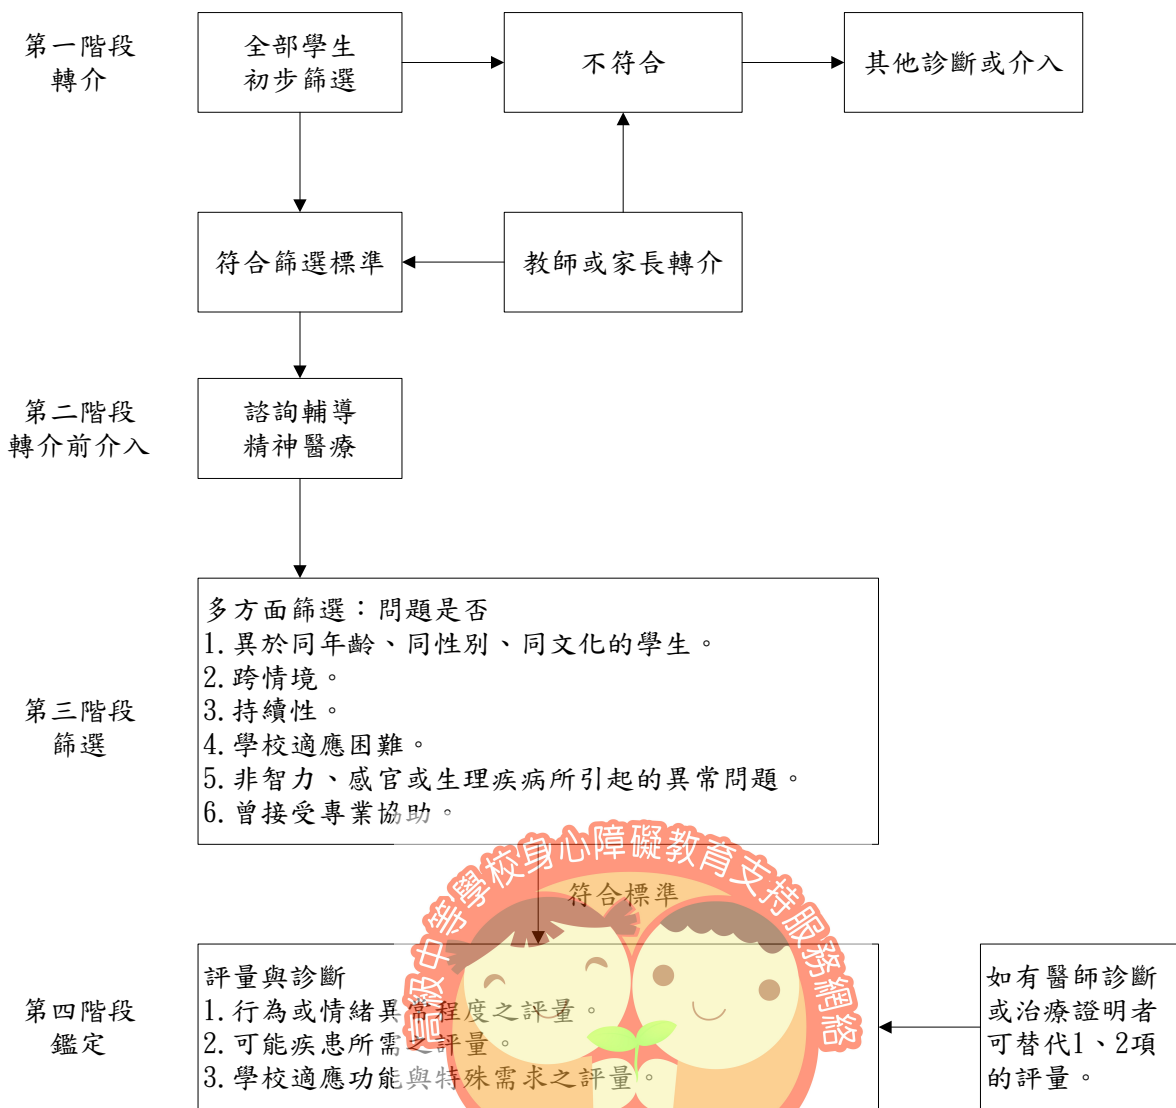 第一階段
轉介
全部學生
初步篩選
不符合
其他診斷或介入
符合篩選標準
教師或家長轉介
第二階段
轉介前介入
諮詢輔導
精神醫療
第三階段
篩選
多方面篩選：問題是否
1.異於同年齡、同性別、同文化的學生。
2.跨情境。
3.持續性。
4.學校適應困難。
5.非智力、感官或生理疾病所引起的異常問題。
6.曾接受專業協助。
高級中等學校身心障礙教育支持服務網絡
符合標準
第四階段
鑑定
評量與診斷
1.行為或情緒異常程度之評量。
2.可能疾患所需之評量。
3.學校適應功能與特殊需求之評量。
如有醫師診斷
或治療證明者
可替代1、2項
的評量。